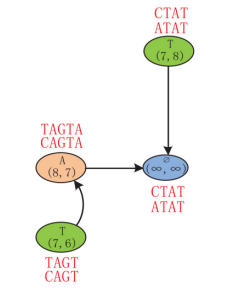 CTAT
ATAT
T
(7,8)
TAGTA
CAGTA
A
(8,7)
∅
(∞,∞)
CTAT
ATAT
T
(7,6)
TAGT
CAGT